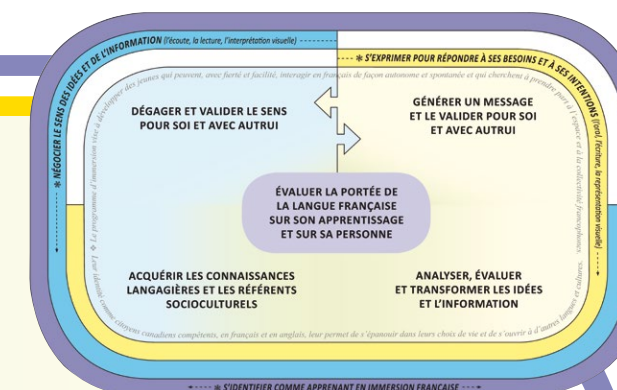 * NÉGOCIER LE SENS DES IDÉES ET DE L'INFORMATION (l'écoute, la lecture, l'interprétation visuelle)
* S'EXPRIMER POUR RÉPONDRE À SES BESOINS ET À SES INTENTIONS (l'oral, l'écriture, la représentation visuelle)
Le programme d'immersion vise à développer des jeunes qui peuvent, avec fierté et facilité, interagir en français de façon autonome et spontanée et qui cherchent à prendre part à l'espace et à la collectivité francophones.
DÉGAGER ET VALIDER LE SENS
POUR SOI ET AVEC AUTRUI
GÉNÉRER UN MESSAGE
ET LE VALIDER POUR SOI
ET AVEC AUTRUI
ÉVALUER LA PORTÉE DE
LA LANGUE FRANÇAISE
SUR SON APPRENTISSAGE
ET SUR SA PERSONNE
ACQUÉRIR LES CONNAISSANCES
LANGAGIÈRES ET LES RÉFÉRENTS
SOCIOCULTURELS
ANALYSER, ÉVALUER
ET TRANSFORMER LES IDÉES
ET L'INFORMATION
Leur identité comme citoyens canadiens compétents, en français et en anglais, leur permet de s'épanouir dans leurs choix de vie et de s'ouvrir à d'autres langues et cultures.
* S'IDENTIFIER COMME APPRENANT EN IMMERSION FRANÇAISE